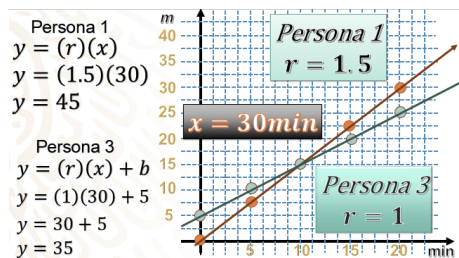 Persona 1
y = (r)(x)
y = (1.5)(30)
y = 45
Persona 3
y = (r)(x) + b
y = (1)(30) + 5
y = 30 + 5
y = 35
m
40
35
30
25
20
15
10
5
5
10
15
20
min
Persona 1
r = 1.5
x = 30min
Persona 3
r = 1